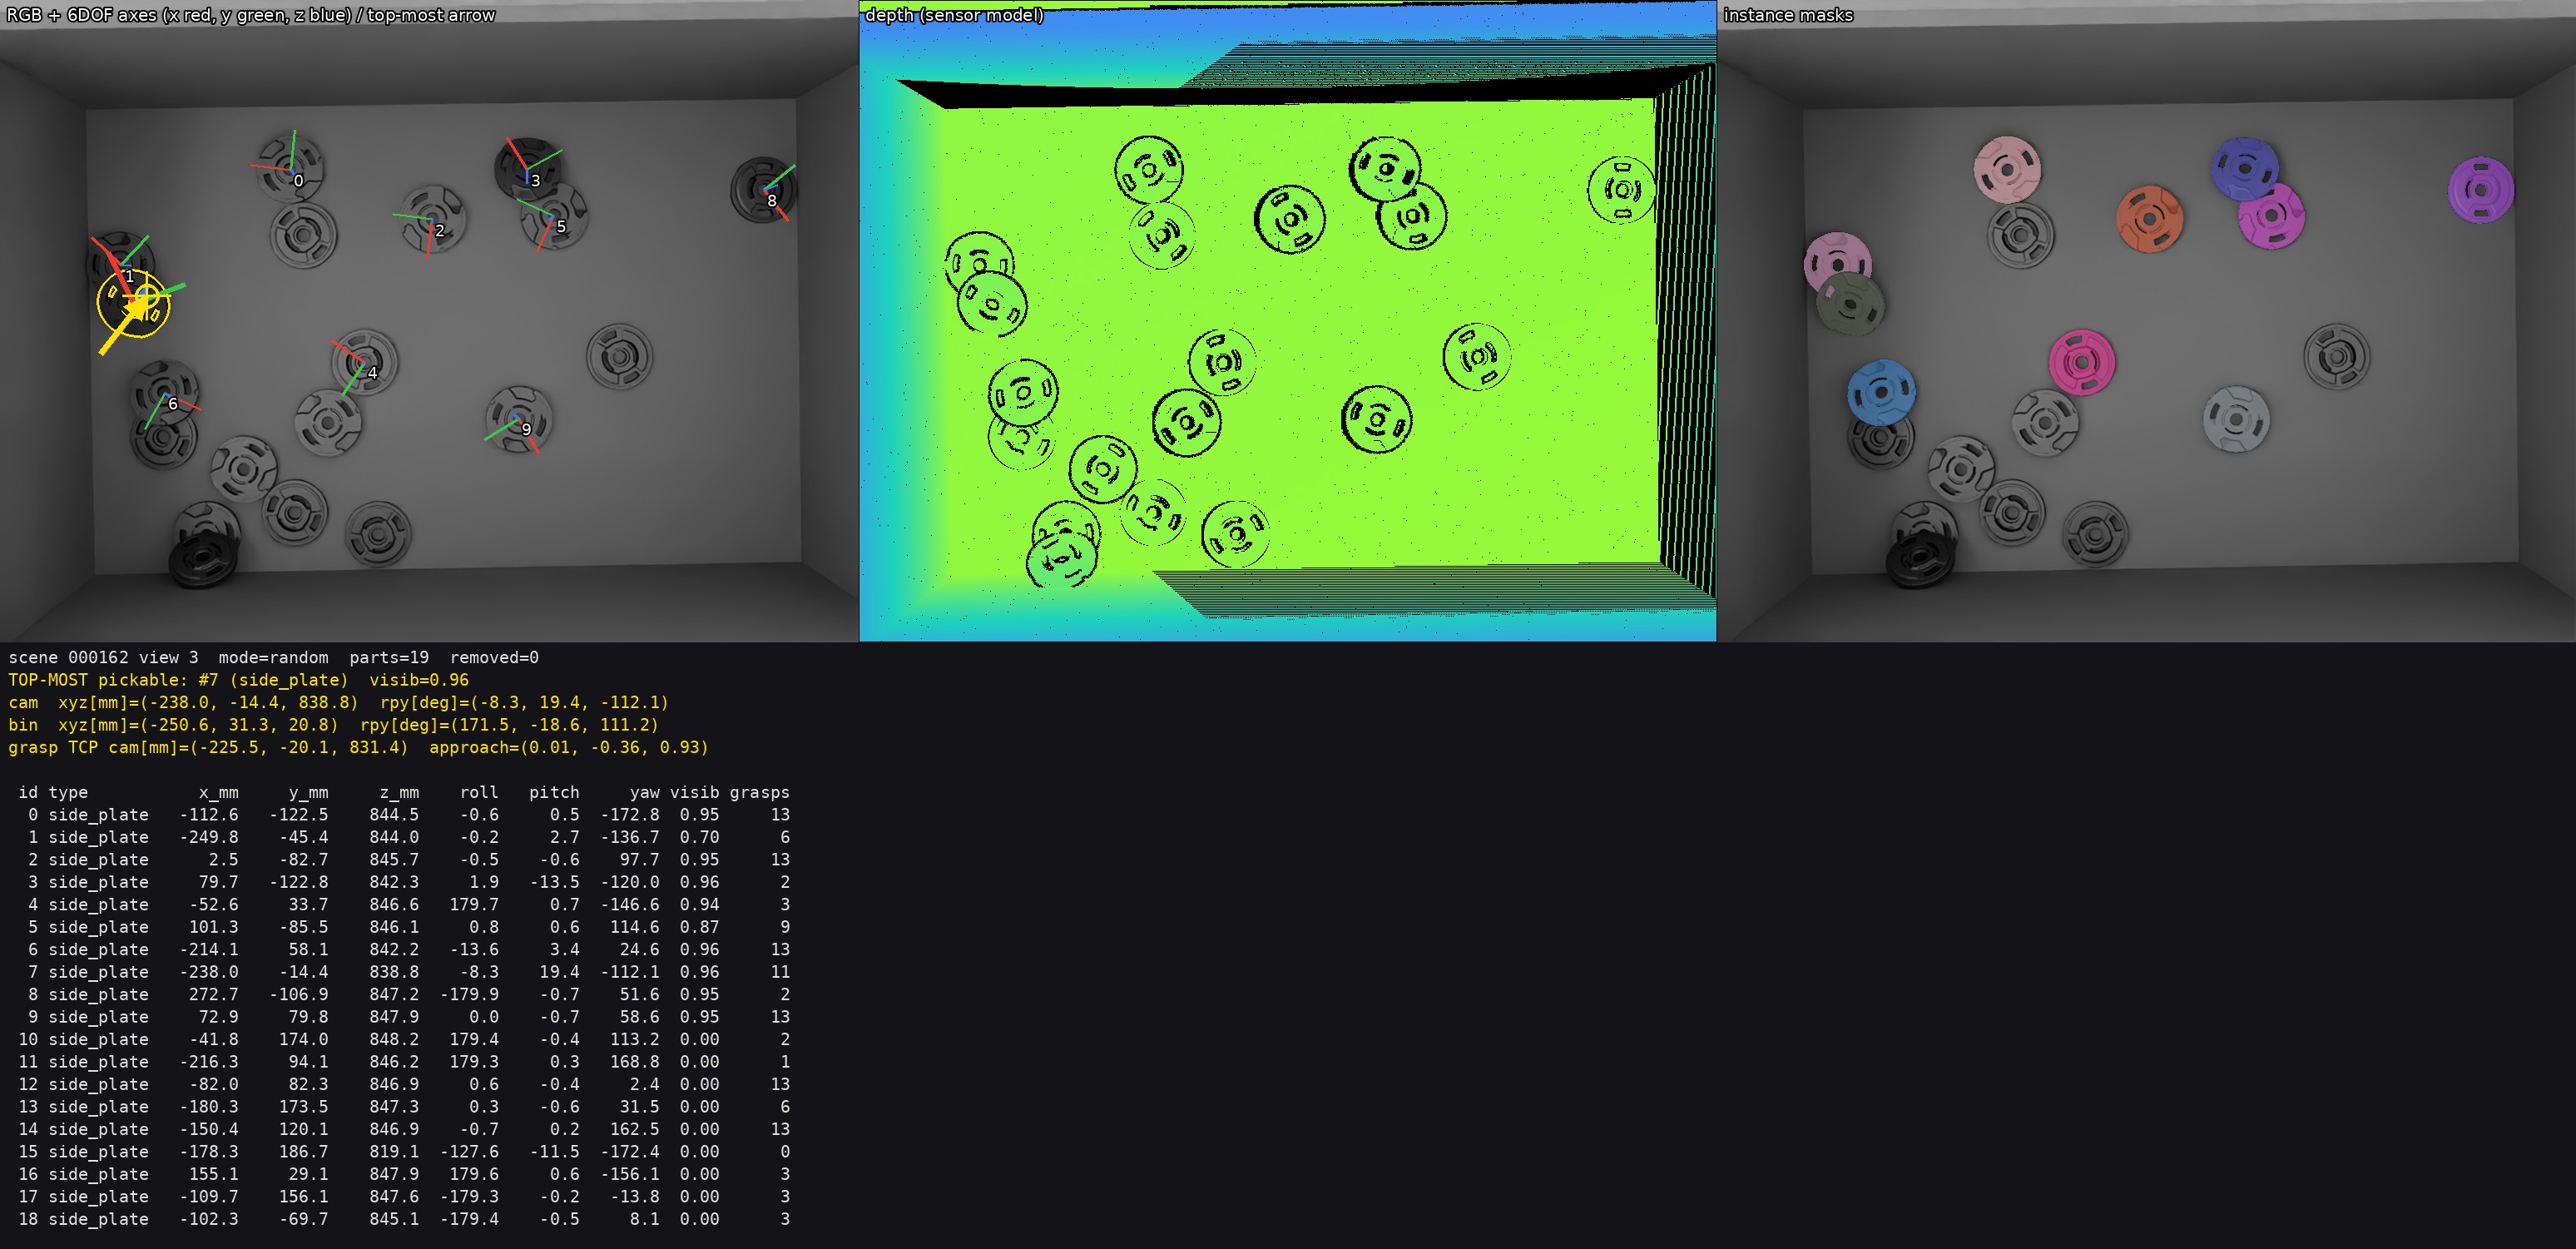 RGB + 6DOF axes (x red, y green, z blue) / top-most arrow
depth (sensor model)
instance masks
0
3
8
2
5
1
4
6
9
scene 000162 view 3  mode=random  parts=19  removed=0
TOP-MOST pickable: #7 (side_plate)  visib=0.96
cam  xyz[mm]=(-238.0, -14.4, 838.8)  rpy[deg]=(-8.3, 19.4, -112.1)
bin  xyz[mm]=(-250.6, 31.3, 20.8)  rpy[deg]=(171.5, -18.6, 111.2)
grasp TCP cam[mm]=(-225.5, -20.1, 831.4)  approach=(0.01, -0.36, 0.93)
id type x_mm y_mm z_mm roll pitch yaw visib grasps
0 side_plate -112.6 -122.5 844.5 -0.6 0.5 -172.8 0.95 13
1 side_plate -249.8 -45.4 844.0 -0.2 2.7 -136.7 0.70 6
2 side_plate 2.5 -82.7 845.7 -0.5 -0.6 97.7 0.95 13
3 side_plate 79.7 -122.8 842.3 1.9 -13.5 -120.0 0.96 2
4 side_plate -52.6 33.7 846.6 179.7 0.7 -146.6 0.94 3
5 side_plate 101.3 -85.5 846.1 0.8 0.6 114.6 0.87 9
6 side_plate -214.1 58.1 842.2 -13.6 3.4 24.6 0.96 13
7 side_plate -238.0 -14.4 838.8 -8.3 19.4 -112.1 0.96 11
8 side_plate 272.7 -106.9 847.2 -179.9 -0.7 51.6 0.95 2
9 side_plate 72.9 79.8 847.9 0.0 -0.7 58.6 0.95 13
10 side_plate -41.8 174.0 848.2 179.4 -0.4 113.2 0.00 2
11 side_plate -216.3 94.1 846.2 179.3 0.3 168.8 0.00 1
12 side_plate -82.0 82.3 846.9 0.6 -0.4 2.4 0.00 13
13 side_plate -180.3 173.5 847.3 0.3 -0.6 31.5 0.00 6
14 side_plate -150.4 120.1 846.9 -0.7 0.2 162.5 0.00 13
15 side_plate -178.3 186.7 819.1 -127.6 -11.5 -172.4 0.00 0
16 side_plate 155.1 29.1 847.9 179.6 0.6 -156.1 0.00 3
17 side_plate -109.7 156.1 847.6 -179.3 -0.2 -13.8 0.00 3
18 side_plate -102.3 -69.7 845.1 -179.4 -0.5 8.1 0.00 3